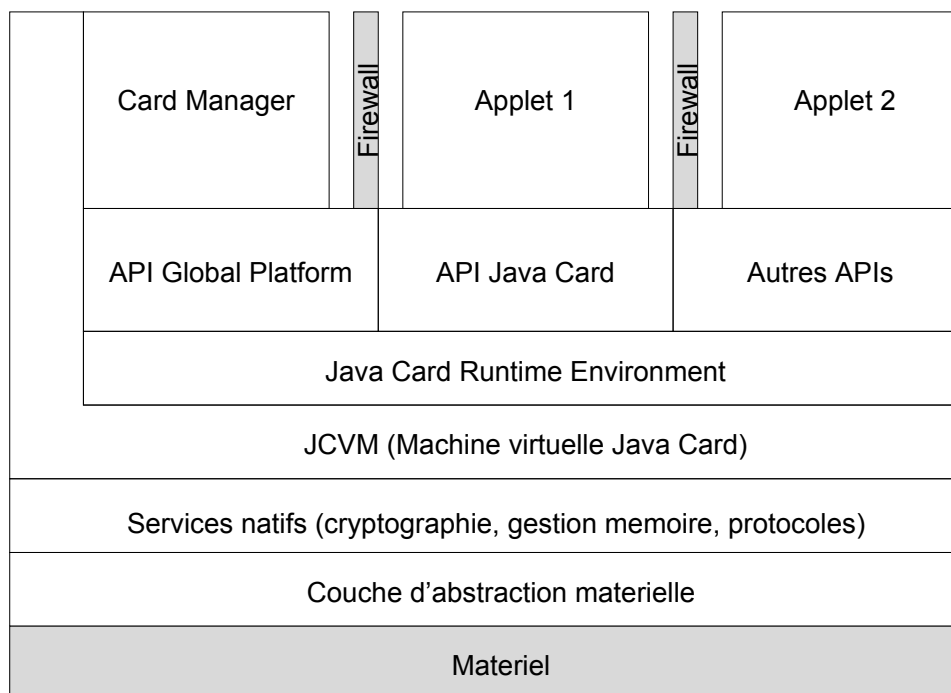 Card Manager
Firewall
Applet 1
Firewall
Applet 2
API Global Platform
API Java Card
Autres APIs
Java Card Runtime Environment
JCVM (Machine virtuelle Java Card)
Services natifs (cryptographie, gestion memoire, protocoles)
Couche d'abstraction materielle
Materiel